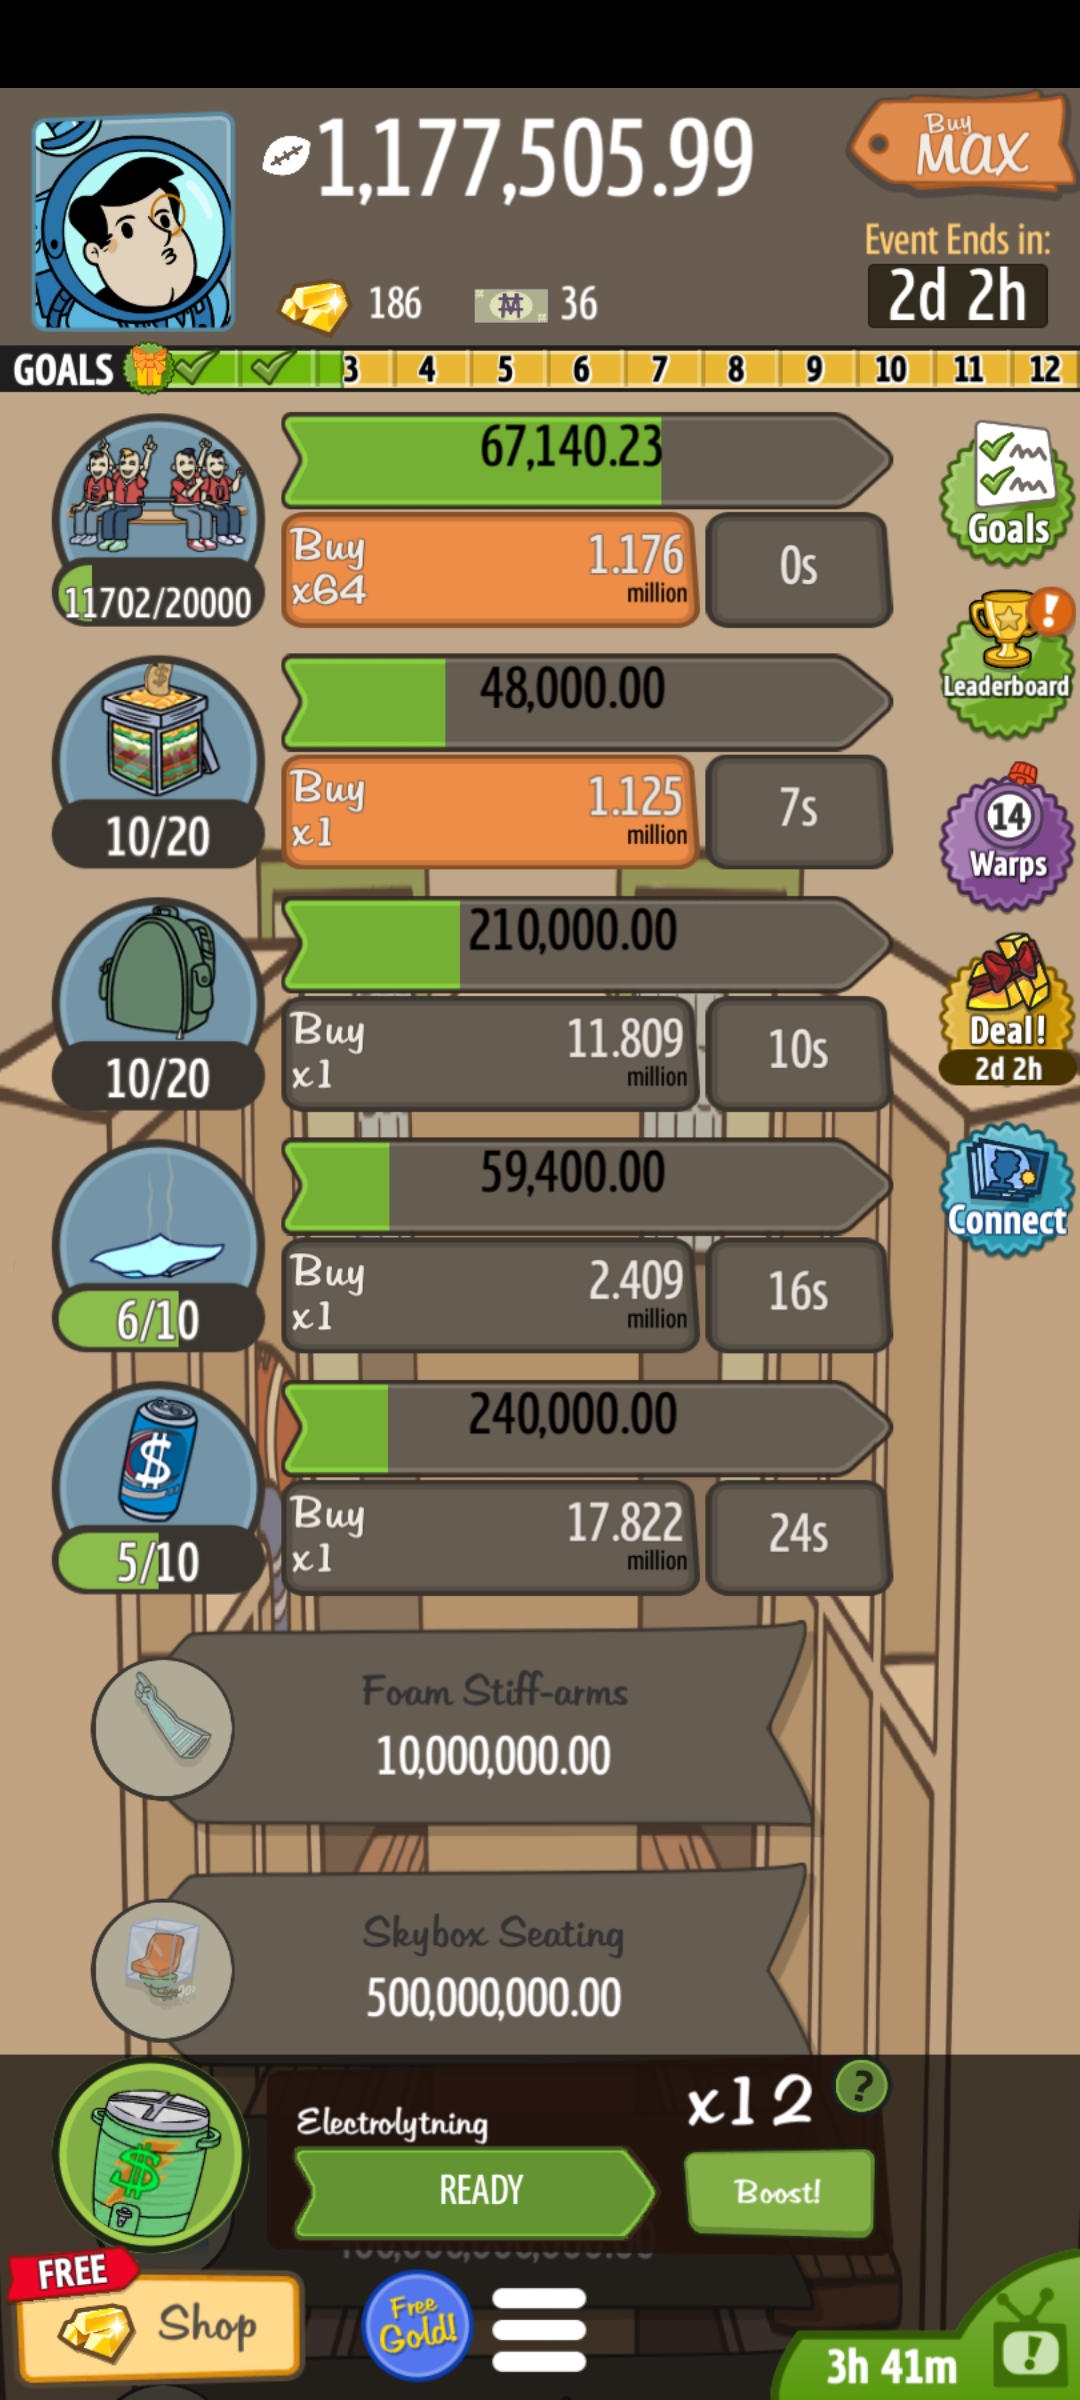 1,177,505.99
Buy
MAX
Event Ends in:
2d 2h
186
36
GOALS 3 4 5 6 7 8 9 10 11 12
67,140.23
Buy
x64
1.176
million
0s
11702/20000
Goals
48,000.00
Buy
x1
1.125
million
7s
10/20
!
Leaderboard
210,000.00
Buy
x1
11.809
million
10s
10/20
14
Warps
59,400.00
Buy
x1
2.409
million
16s
6/10
Deal!
2d 2h
240,000.00
Buy
x1
17.822
million
24s
$
5/10
Connect
Foam Stiff-arms
10,000,000.00
Skybox Seating
500,000,000.00
$
Electrolytning
x12
?
READY
Boost!
FREE
Shop
Free
Gold!
3h 41m
!